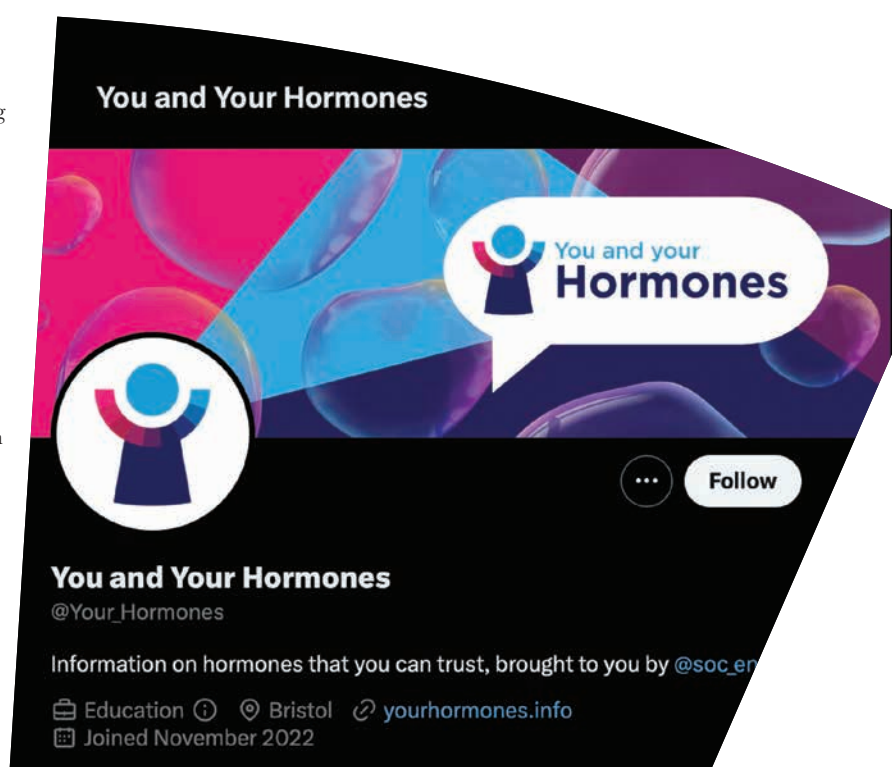 You and Your Hormones
You and your
Hormones
Follow
You and Your Hormones
@Your_Hormones
Information on hormones that you can trust, brought to you by
Education Bristol yourhormones.info
Joined November 2022